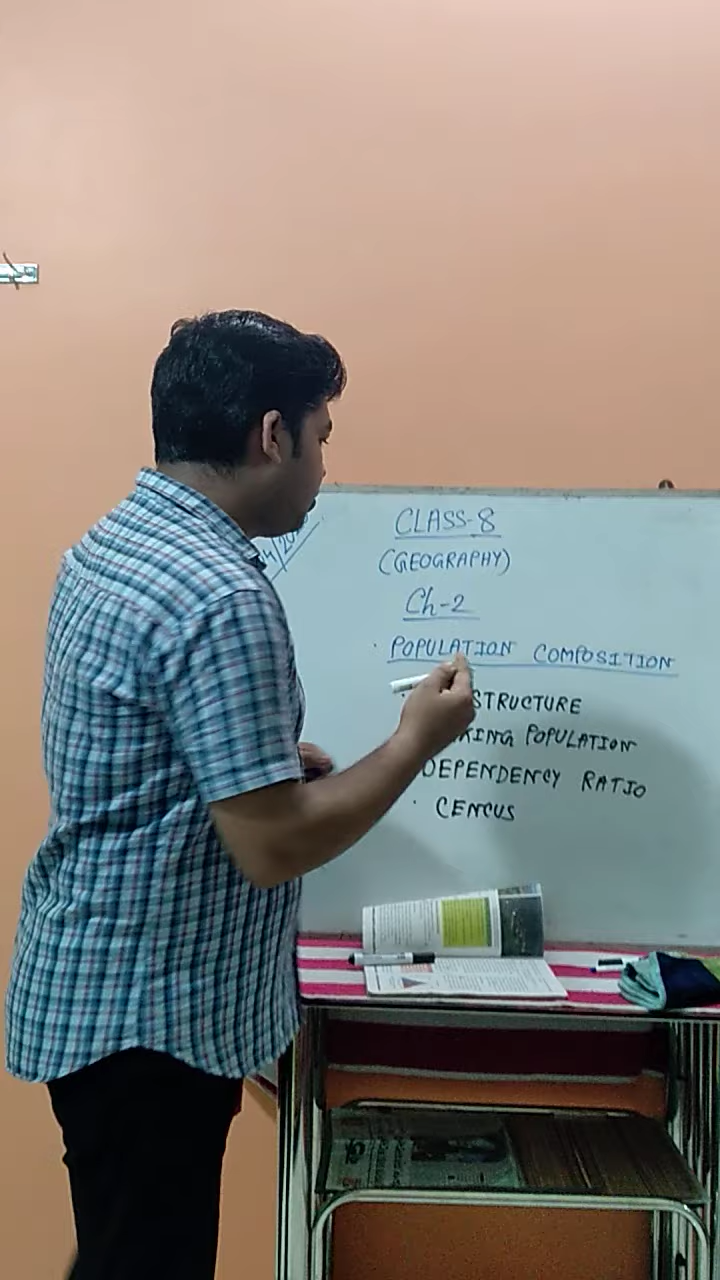 CLASS-8
(GEOGRAPHY)
Ch-2
POPULATION COMPOSITION
STRUCTURE
POPULATION
DEPENDENCY RATIO
CENCUS